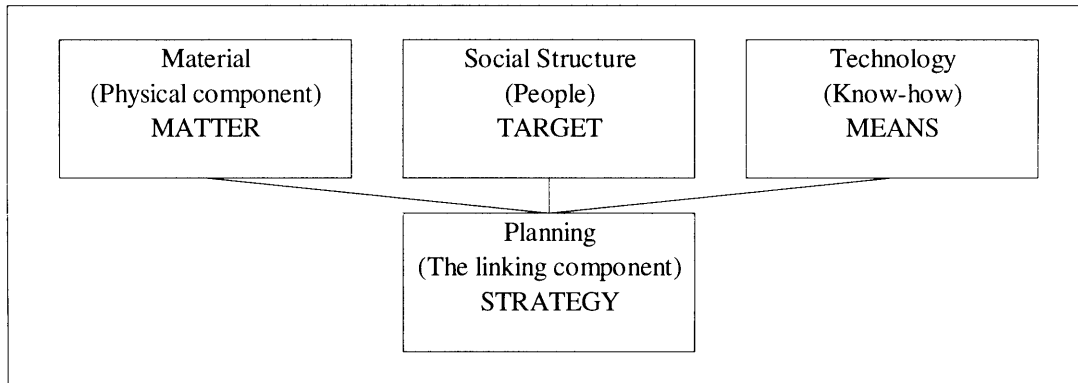 Material
(Physical component)
MATTER
Social Structure
(People)
TARGET
Technology
(Know-how)
MEANS
Planning
(The linking component)
STRATEGY